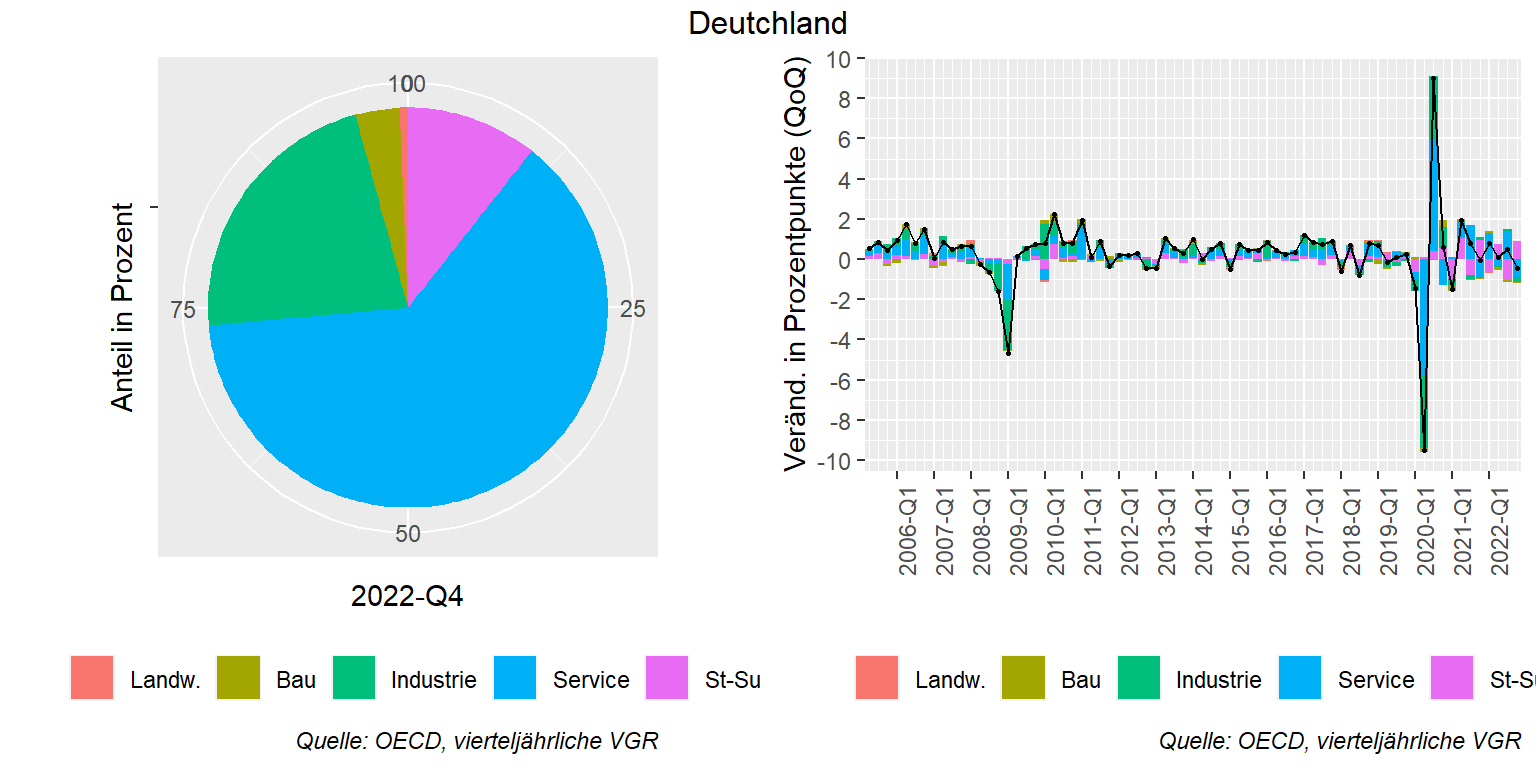 Deutchland
Anteil in Prozent
100
0
25
50
75
2022-Q4
Landw. Bau Industrie Service St-Su
Quelle: OECD, vierteljährliche VGR
Veränd. in Prozentpunkte (QoQ)
10
8
6
4
2
0
-2
-4
-6
-8
-10
2006-Q1
2007-Q1
2008-Q1
2009-Q1
2010-Q1
2011-Q1
2012-Q1
2013-Q1
2014-Q1
2015-Q1
2016-Q1
2017-Q1
2018-Q1
2019-Q1
2020-Q1
2021-Q1
2022-Q1
Landw. Bau Industrie Service St-Su
Quelle: OECD, vierteljährliche VGR